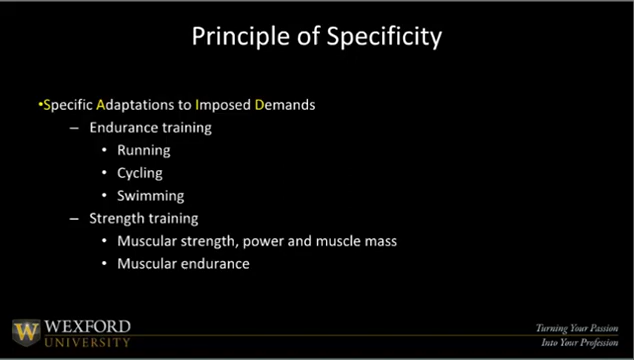 Principle of Specificity
•Specific Adaptations to Imposed Demands
– Endurance training
• Running
• Cycling
• Swimming
– Strength training
• Muscular strength, power and muscle mass
• Muscular endurance
W WEXFORD
UNIVERSITY
Turning Your Passion
Into Your Profession